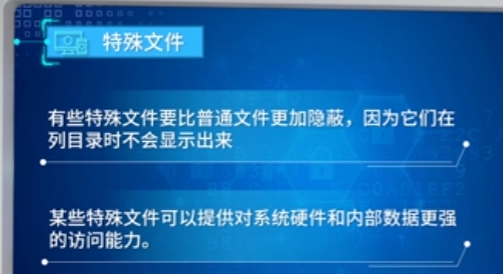 特殊文件
有些特殊文件要比普通文件更加隐蔽，因为它们在
列目录时不会显示出来
某些特殊文件可以提供对系统硬件和内部数据更强
的访问能力。